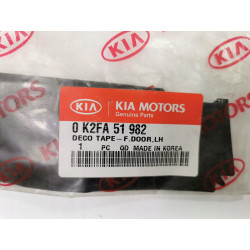 KIA MOTORS
KIA KIA MOTORS
Genuine Parts
0 K2FA 51 982
DECO TAPE-F.DOOR,LH
1 PC QD MADE IN KOREA
KIA